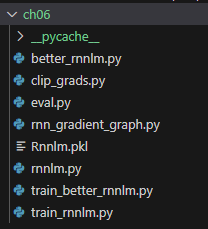 ch06
__pycache__
better_rnnlm.py
clip_grads.py
eval.py
rnn_gradient_graph.py
Rnnlm.pkl
rnnlm.py
train_better_rnnlm.py
train_rnnlm.py